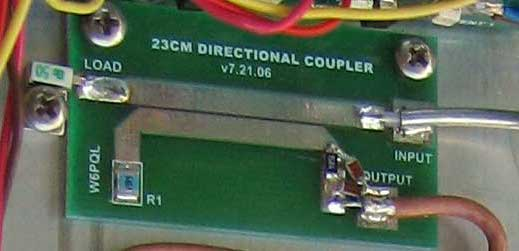 23CM DIRECTIONAL COUPLER
v7.21.06
LOAD
INPUT
W6PQL
R1
OUTPUT